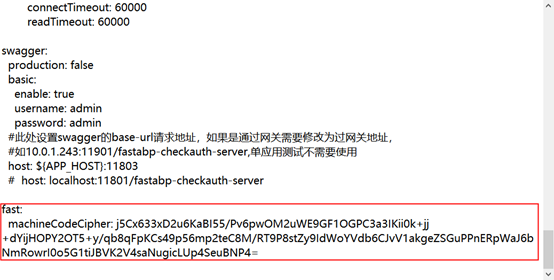 connectTimeout: 60000
readTimeout: 60000
swagger:
production: false
basic:
enable: true
username: admin
password: admin
#此处设置swagger的base-url请求地址，如果是通过网关需要修改为过网关地址，
#如10.0.1.243:11901/fastabp-checkauth-server,单应用测试不需要使用
host: ${APP_HOST}:11803
# host: localhost:11801/fastabp-checkauth-server
fast:
machineCodeCipher: j5Cx633xD2u6KaBI55/Pv6pwOM2uWE9GF1OGPC3a3IKii0k+jj
+dYijHOPY2OT5+y/qb8qFpKCs49p56mp2teC8M/RT9P8stZy9IdWoYVdb6CJvV1akgeZSGuPPnERpWaJ6b
NmRowrI0o5G1tiJBVK2V4saNugicLUp4SeuBNP4=